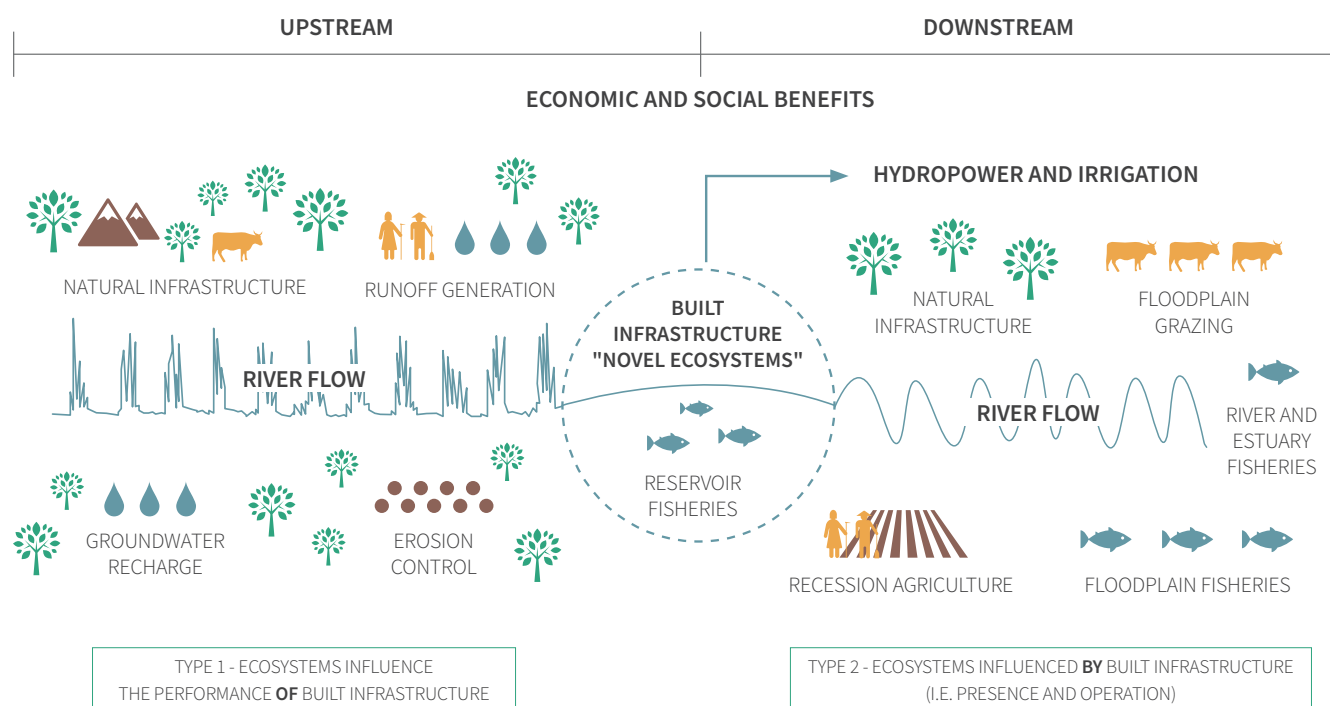 UPSTREAM
DOWNSTREAM
ECONOMIC AND SOCIAL BENEFITS
HYDROPOWER AND IRRIGATION
NATURAL INFRASTRUCTURE
RUNOFF GENERATION
BUILT
INFRASTRUCTURE
"NOVEL ECOSYSTEMS"
NATURAL
INFRASTRUCTURE
FLOODPLAIN
GRAZING
RIVER FLOW
RIVER FLOW
RIVER AND
ESTUARY
FISHERIES
RESERVOIR
FISHERIES
GROUNDWATER
RECHARGE
EROSION
CONTROL
RECESSION AGRICULTURE
FLOODPLAIN FISHERIES
TYPE 1 - ECOSYSTEMS INFLUENCE
THE PERFORMANCE OF BUILT INFRASTRUCTURE
TYPE 2 - ECOSYSTEMS INFLUENCED BY BUILT INFRASTRUCTURE
(I.E. PRESENCE AND OPERATION)